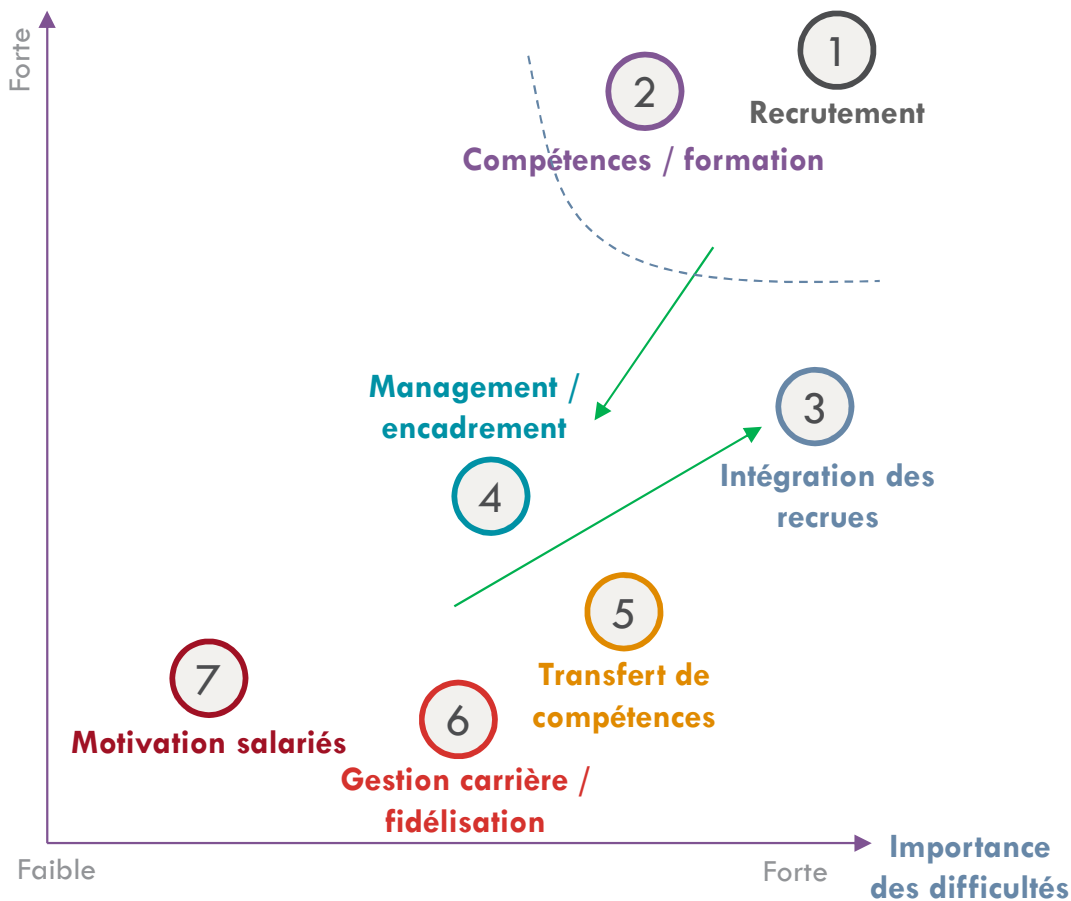 Forte
1
Recrutement
2
Compétences / formation
Management /
encadrement
4
3
Intégration des
recrues
5
Transfert de
compétences
7
Motivation salariés
6
Gestion carrière /
fidélisation
Faible
Forte
Importance
des difficultés